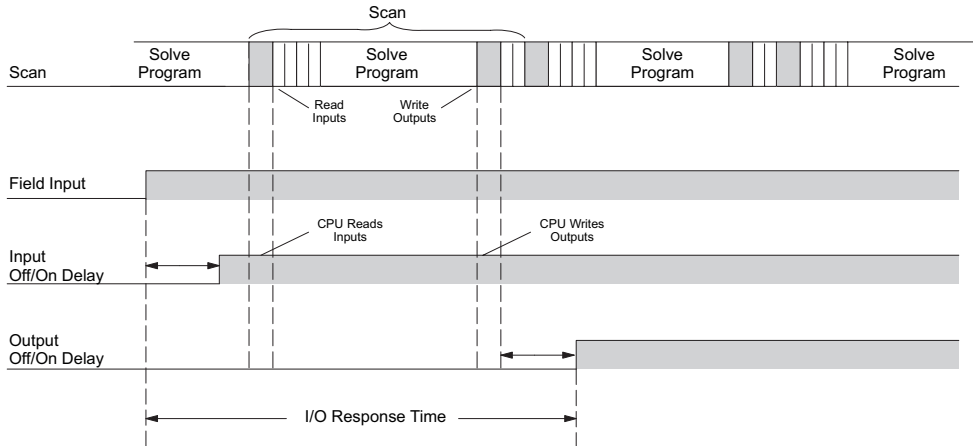 Scan
Solve
Program
Solve
Program
Solve
Program
Solve
Program
Scan
Read
Inputs
Write
Outputs
Field Input
CPU Reads
Inputs
CPU Writes
Outputs
Input
Off/On Delay
Output
Off/On Delay
I/O Response Time